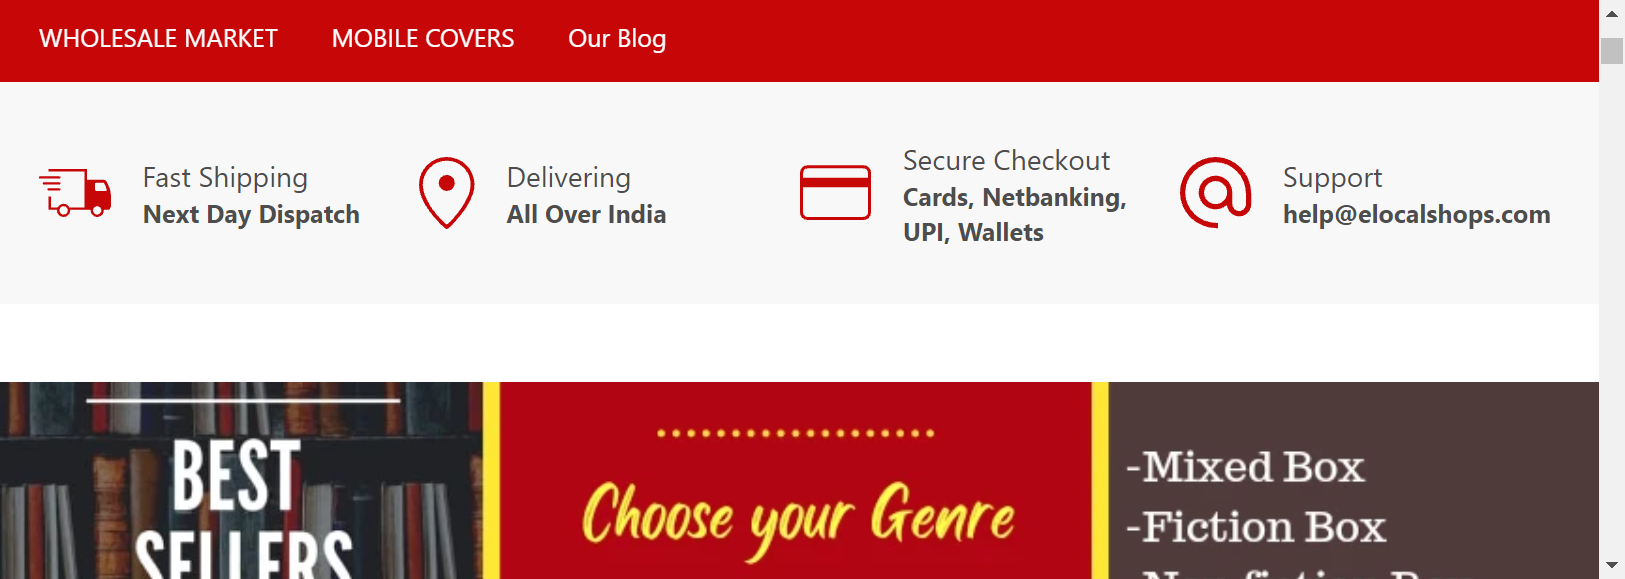 WHOLESALE MARKET MOBILE COVERS Our Blog
Fast Shipping
Next Day Dispatch
Delivering
All Over India
Secure Checkout
Cards, Netbanking,
UPI, Wallets
Support
help@elocalshops.com
BEST
SELLERS
Choose your Genre
-Mixed Box
-Fiction Box